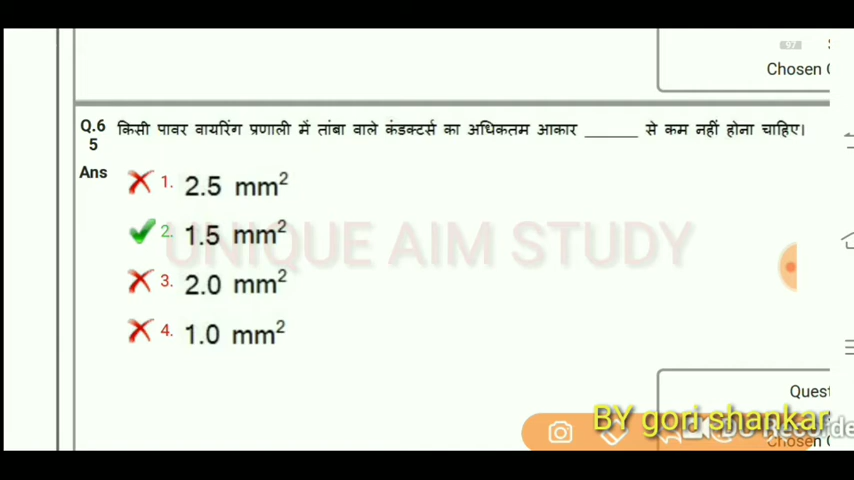 97
Chosen
Q.6
5
किसी पावर वायरिंग प्रणाली में तांबा वाले कंडक्टर्स का अधिकतम आकार ______ से कम नहीं होना चाहिए।
Ans
1. 2.5 mm²
2. 1.5 mm²
UNIQUE AIM STUDY
3. 2.0 mm²
4. 1.0 mm²
Quest
BY gori shankar
Chosen